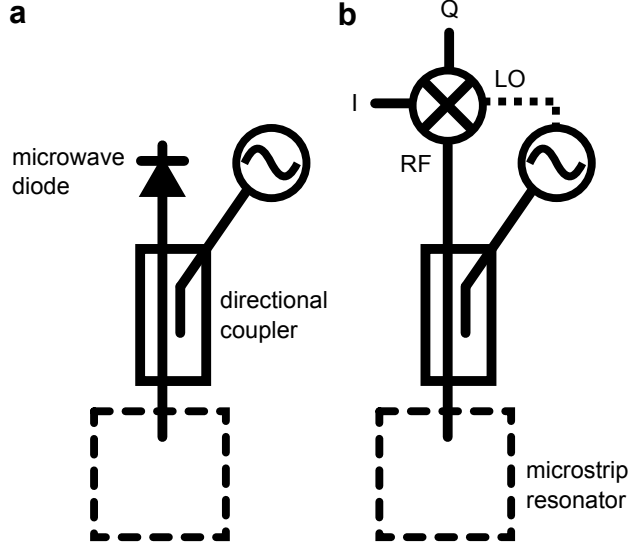 a
microwave
diode
directional
coupler
b
Q
I
LO
RF
microstrip
resonator